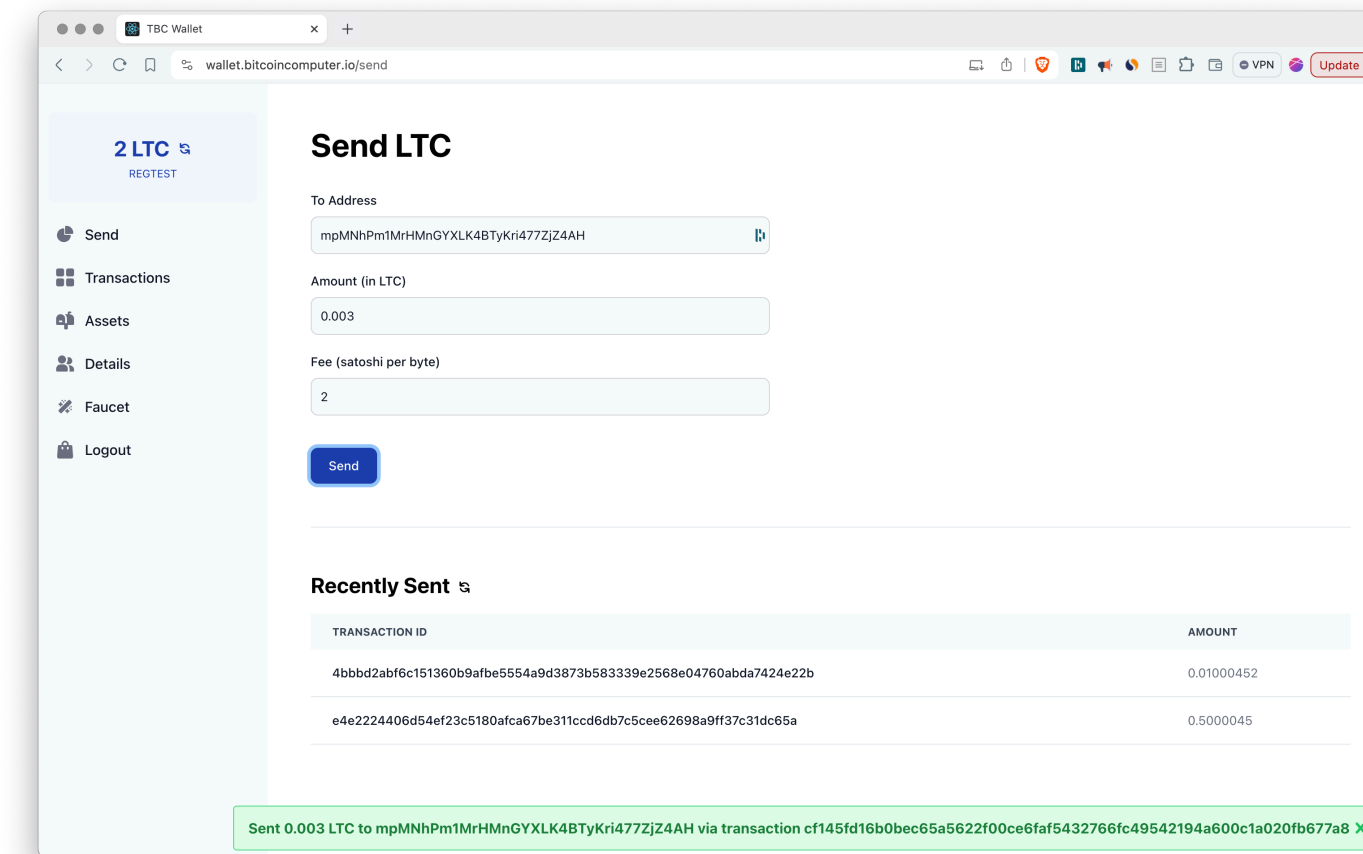 TBC Wallet
wallet.bitcoincomputer.io/send
VPN
Update
2 LTC
REGTEST
Send
Transactions
Assets
Details
Faucet
Logout
Send LTC
To Address
mpMNhPm1MrHMnGYXLK4BTyKri477ZjZ4AH
Amount (in LTC)
0.003
Fee (satoshi per byte)
2
Send
Recently Sent
TRANSACTION ID AMOUNT
4bbbd2abf6c151360b9afbe5554a9d3873b583339e2568e04760abda7424e22b 0.01000452
e4e2224406d54ef23c5180afca67be311ccd6db7c5cee62698a9ff37c31dc65a 0.5000045
Sent 0.003 LTC to mpMNhPm1MrHMnGYXLK4BTyKri477ZjZ4AH via transaction cf145fd16b0bec65a5622f00ce6faf5432766fc49542194a600c1a020fb677a8